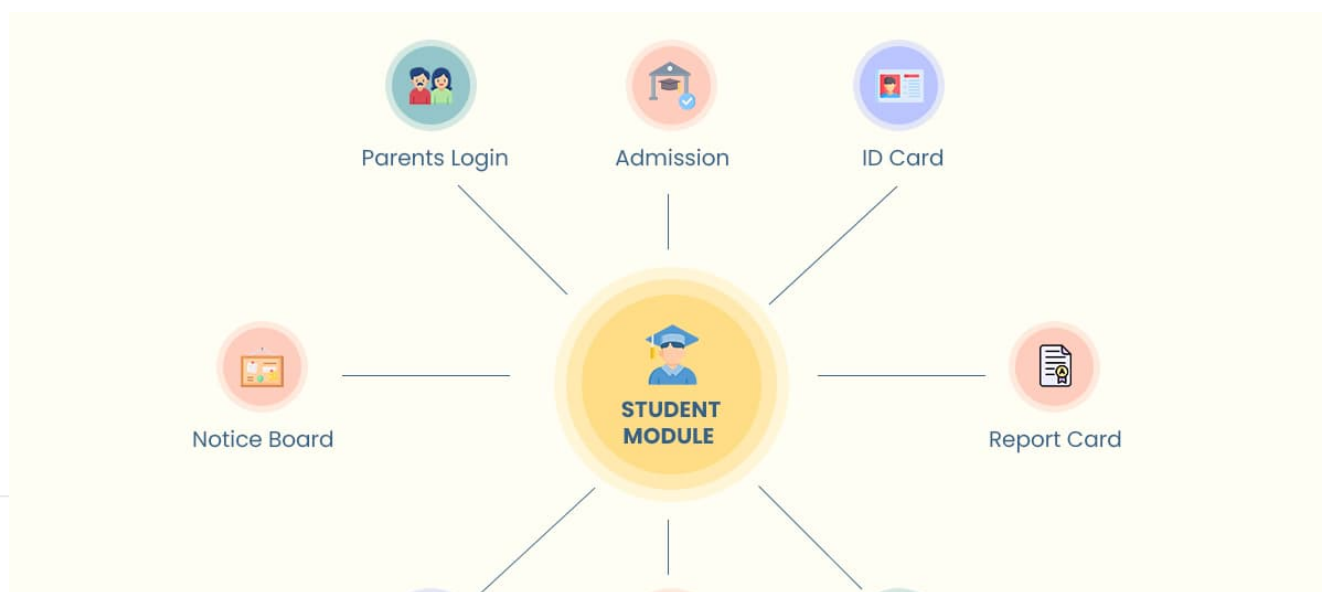 Parents Login
Admission
ID Card
STUDENT
MODULE
Notice Board
Report Card